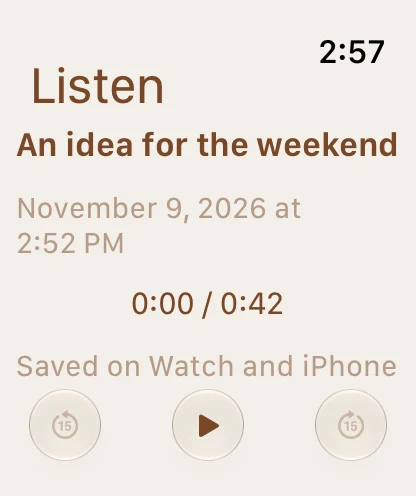 2:57
Listen
An idea for the weekend
November 9, 2026 at
2:52 PM
0:00 / 0:42
Saved on Watch and iPhone
15
15